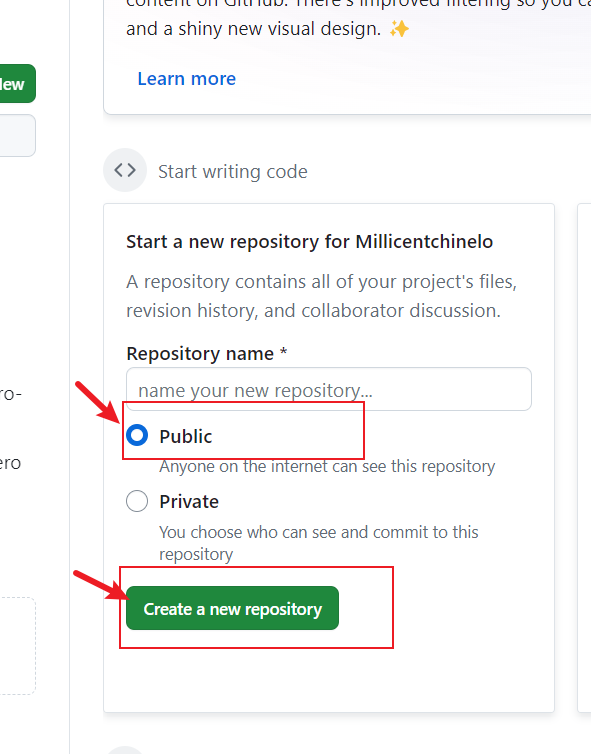 content on GitHub. There's improved filtering so you ca
and a shiny new visual design. ✨
Learn more
New
<> Start writing code
Start a new repository for Millicentchinelo
A repository contains all of your project's files,
revision history, and collaborator discussion.
Repository name *
name your new repository...
ro-
Public
ero
Anyone on the internet can see this repository
Private
You choose who can see and commit to this
repository
Create a new repository